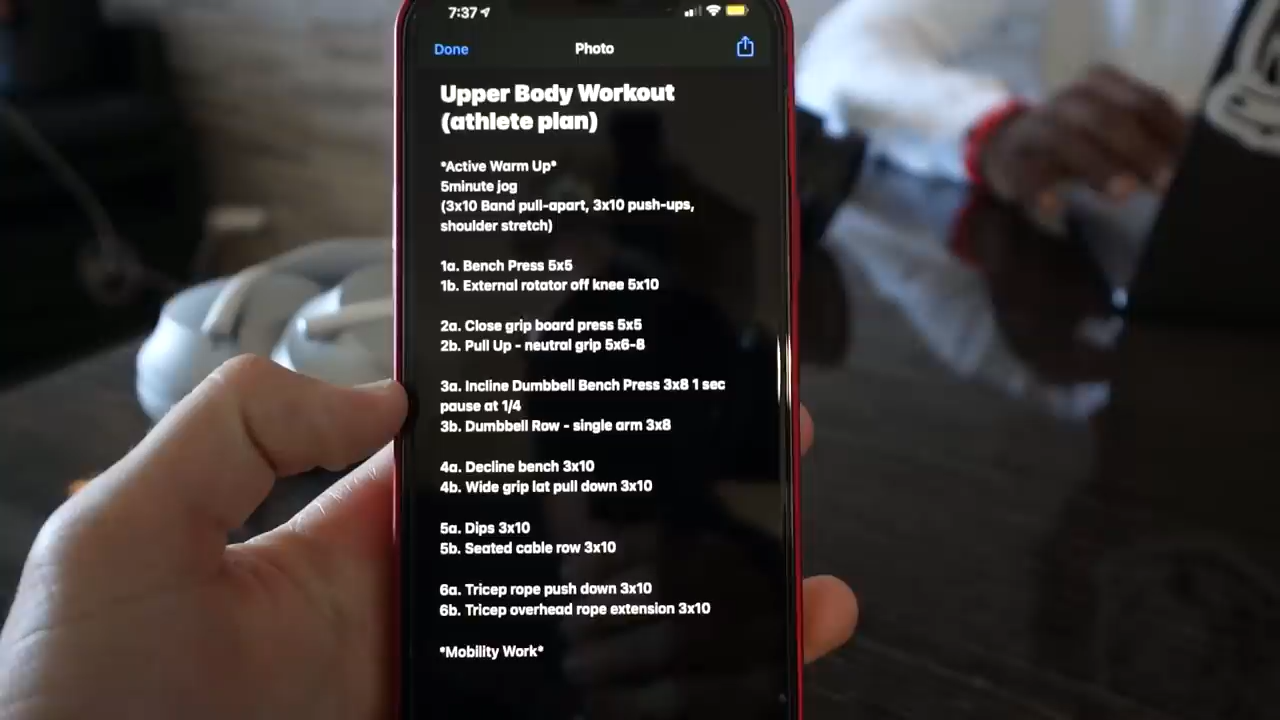 7:37
Done
Photo
Upper Body Workout
(athlete plan)
*Active Warm Up*
5minute jog
(3x10 Band pull-apart, 3x10 push-ups,
shoulder stretch)
1a. Bench Press 5x5
1b. External rotator off knee 5x10
2a. Close grip board press 5x5
2b. Pull Up - neutral grip 5x6-8
3a. Incline Dumbbell Bench Press 3x8 1 sec
pause at 1/4
3b. Dumbbell Row - single arm 3x8
4a. Decline bench 3x10
4b. Wide grip lat pull down 3x10
5a. Dips 3x10
5b. Seated cable row 3x10
6a. Tricep rope push down 3x10
6b. Tricep overhead rope extension 3x10
*Mobility Work*